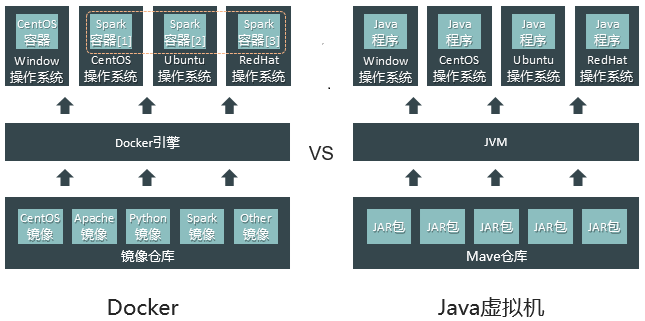 CentOS
容器
Window
操作系统
Spark
容器[1]
CentOS
操作系统
Spark
容器[2]
Ubuntu
操作系统
Spark
容器[3]
RedHat
操作系统
Docker引擎
CentOS
镜像
Apache
镜像
Python
镜像
Spark
镜像
Other
镜像
镜像仓库
Docker
VS
Java
程序
Window
操作系统
Java
程序
CentOS
操作系统
Java
程序
Ubuntu
操作系统
Java
程序
RedHat
操作系统
JVM
JAR包
JAR包
JAR包
JAR包
JAR包
Mave仓库
Java虚拟机